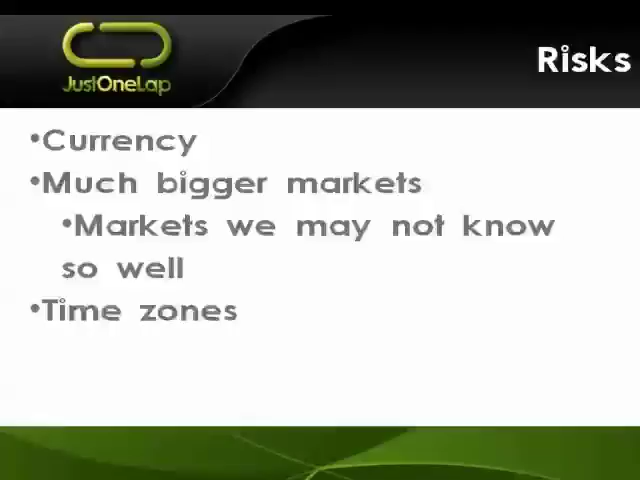 JustOneLap
Risks
•Currency
•Much bigger markets
•Markets we may not know
so well
•Time zones